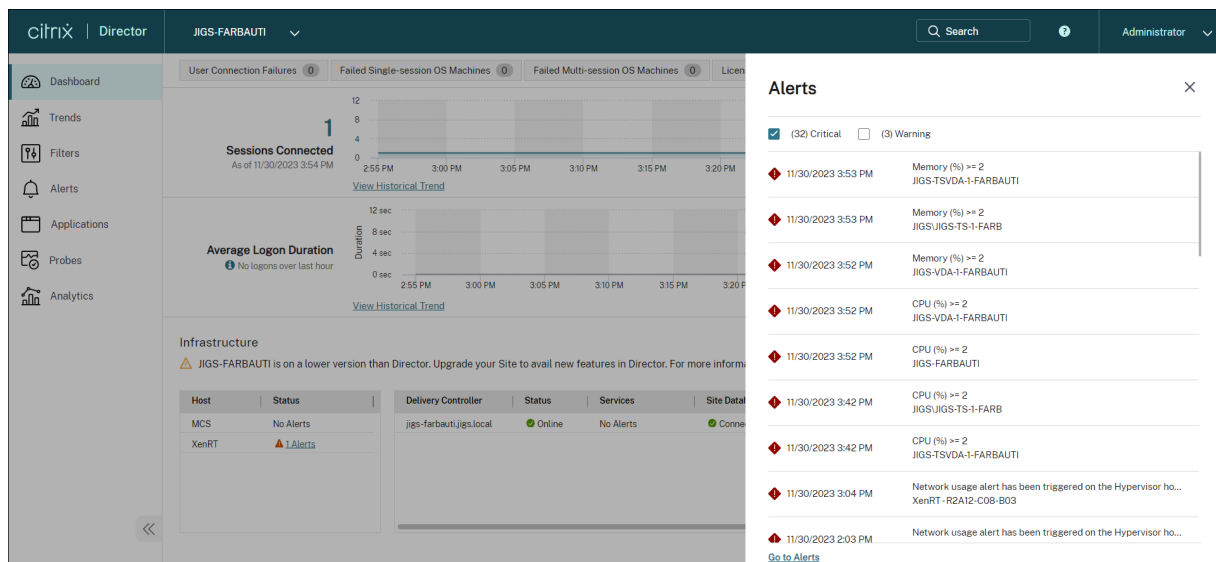 citrix | Director
JIGS-FARBAUTI
Search
?
Administrator
Dashboard
Trends
Filters
Alerts
Applications
Probes
Analytics
User Connection Failures 0
Failed Single-session OS Machines 0
Failed Multi-session OS Machines 0
Licen
1
Sessions Connected
As of 11/30/2023 3:54 PM
12
8
4
0
2:55 PM 3:00 PM 3:05 PM 3:10 PM 3:15 PM 3:20 PM
View Historical Trend
Average Logon Duration
No logons over last hour
Duration
12 sec
8 sec
4 sec
0 sec
2:55 PM 3:00 PM 3:05 PM 3:10 PM 3:15 PM 3:20 P
View Historical Trend
Infrastructure
JIGS-FARBAUTI is on a lower version than Director. Upgrade your Site to avail new features in Director. For more informa
Host Status
MCS No Alerts
XenRT 1 Alerts
Delivery Controller Status Services Site Datal
jigs-farbauti.jigs.local Online No Alerts Conne
Alerts
(32) Critical (3) Warning
11/30/2023 3:53 PM Memory (%) >= 2
JIGS-TSVDA-1-FARBAUTI
11/30/2023 3:53 PM Memory (%) >= 2
JIGS\JIGS-TS-1-FARB
11/30/2023 3:52 PM Memory (%) >= 2
JIGS-VDA-1-FARBAUTI
11/30/2023 3:52 PM CPU (%) >= 2
JIGS-VDA-1-FARBAUTI
11/30/2023 3:52 PM CPU (%) >= 2
JIGS-FARBAUTI
11/30/2023 3:42 PM CPU (%) >= 2
JIGS\JIGS-TS-1-FARB
11/30/2023 3:42 PM CPU (%) >= 2
JIGS-TSVDA-1-FARBAUTI
11/30/2023 3:04 PM Network usage alert has been triggered on the Hypervisor ho...
XenRT - R2A12-C08-B03
11/30/2023 2:03 PM Network usage alert has been triggered on the Hypervisor ho...
Go to Alerts